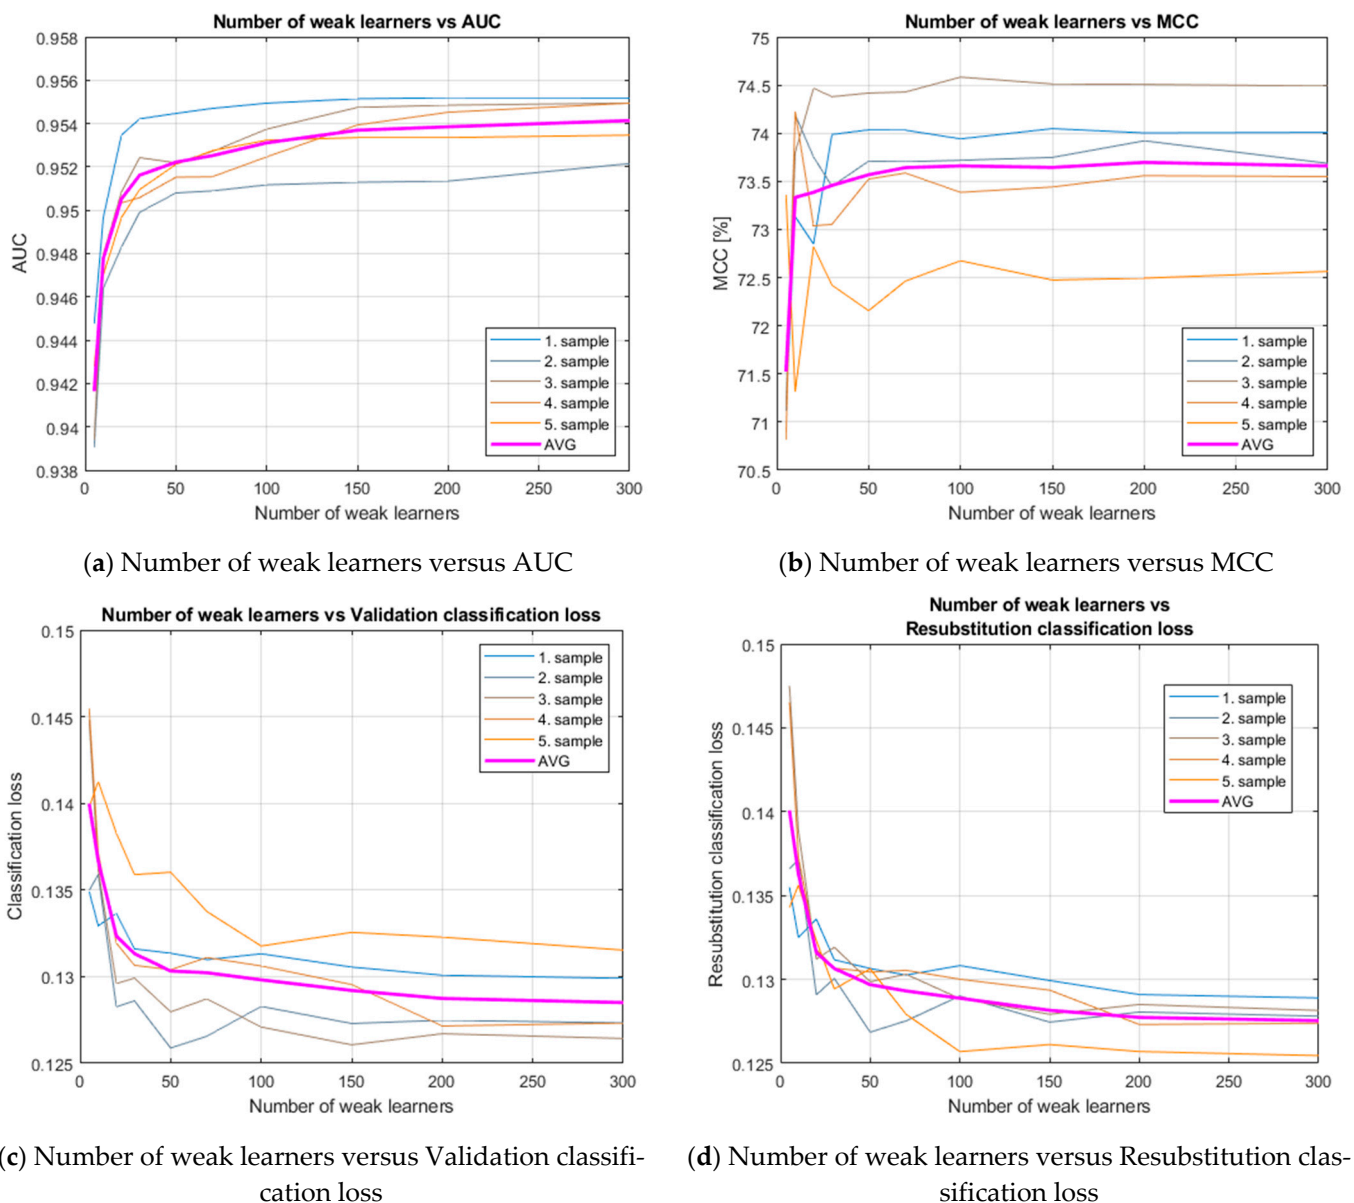 Number of weak learners vs AUC
0.958
0.956
0.954
0.952
0.95
0.948
0.946
0.944
0.942
0.94
0.938
AUC
0 50 100 150 200 250 300
Number of weak learners
1. sample
2. sample
3. sample
4. sample
5. sample
AVG
(a) Number of weak learners versus AUC
Number of weak learners vs MCC
75
74.5
74
73.5
73
72.5
72
71.5
71
70.5
MCC [%]
0 50 100 150 200 250 300
Number of weak learners
1. sample
2. sample
3. sample
4. sample
5. sample
AVG
(b) Number of weak learners versus MCC
Number of weak learners vs Validation classification loss
0.15
0.145
0.14
0.135
0.13
0.125
Classification loss
0 50 100 150 200 250 300
Number of weak learners
1. sample
2. sample
3. sample
4. sample
5. sample
AVG
(c) Number of weak learners versus Validation classifi-
cation loss
Number of weak learners vs
Resubstitution classification loss
0.15
0.145
0.14
0.135
0.13
0.125
Resubstitution classification loss
0 50 100 150 200 250 300
Number of weak learners
1. sample
2. sample
3. sample
4. sample
5. sample
AVG
(d) Number of weak learners versus Resubstitution clas-
sification loss